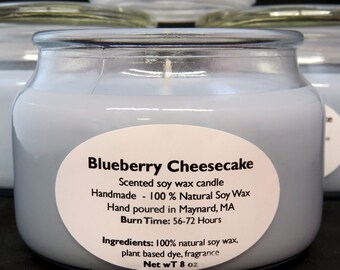 Blueberry Cheesecake
Scented soy wax candle
Handmade - 100 % Natural Soy Wax
Hand poured in Maynard, MA
Burn Time: 56-72 Hours
Ingredients: 100% natural soy wax,
plant based dye, fragrance
Net wT 8 oz